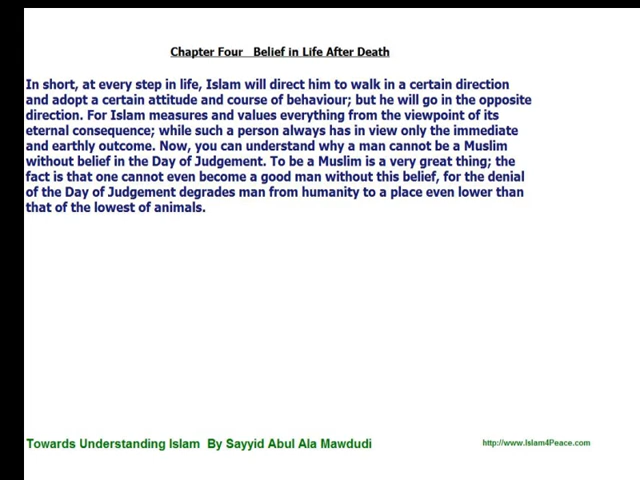 Chapter Four Belief in Life After Death
In short, at every step in life, Islam will direct him to walk in a certain direction
and adopt a certain attitude and course of behaviour; but he will go in the opposite
direction. For Islam measures and values everything from the viewpoint of its
eternal consequence; while such a person always has in view only the immediate
and earthly outcome. Now, you can understand why a man cannot be a Muslim
without belief in the Day of Judgement. To be a Muslim is a very great thing; the
fact is that one cannot even become a good man without this belief, for the denial
of the Day of Judgement degrades man from humanity to a place even lower than
that of the lowest of animals.
Towards Understanding Islam By Sayyid Abul Ala Mawdudi
http://www.Islam4Peace.com